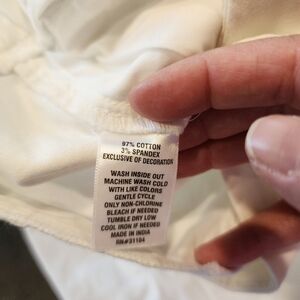 97% COTTON
3% SPANDEX
EXCLUSIVE OF DECORATION
WASH INSIDE OUT
MACHINE WASH COLD
WITH LIKE COLORS
GENTLE CYCLE
ONLY NON-CHLORINE
BLEACH IF NEEDED
TUMBLE DRY LOW
COOL IRON IF NEEDED
MADE IN INDIA
RN#31104